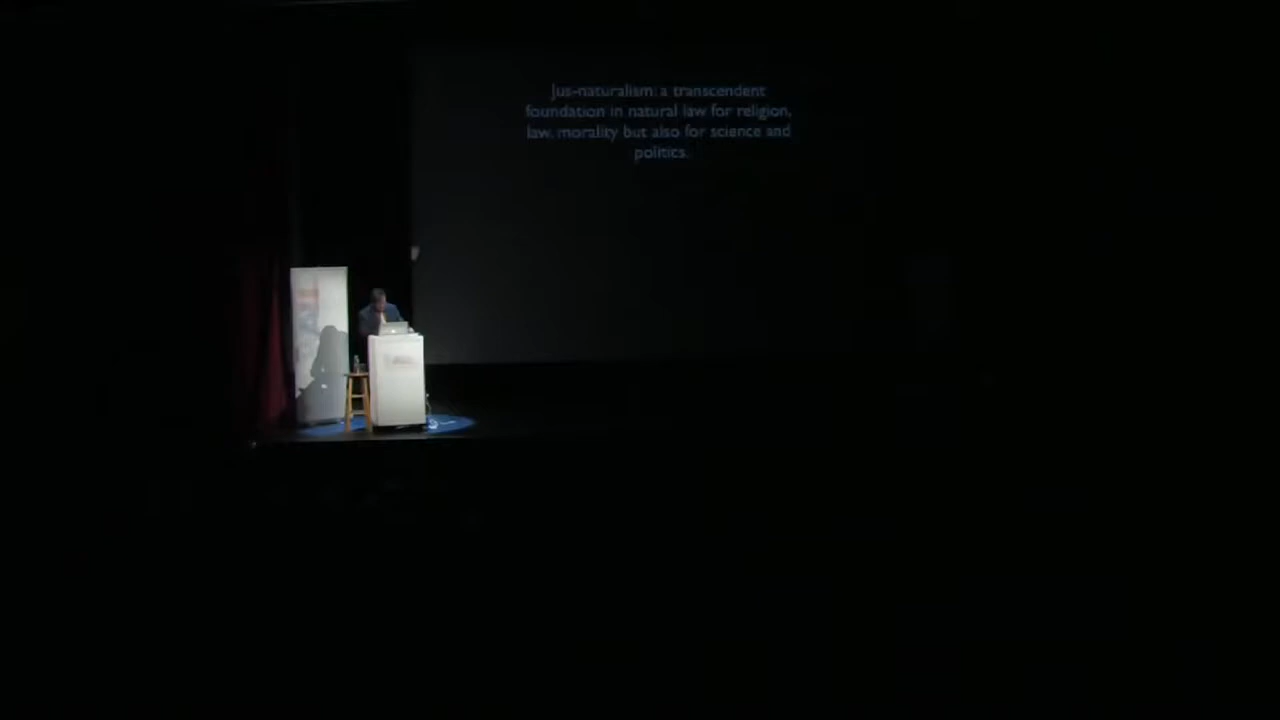 Jus-naturalism: a transcendent
foundation in natural law for religion,
law, morality but also for science and
politics.